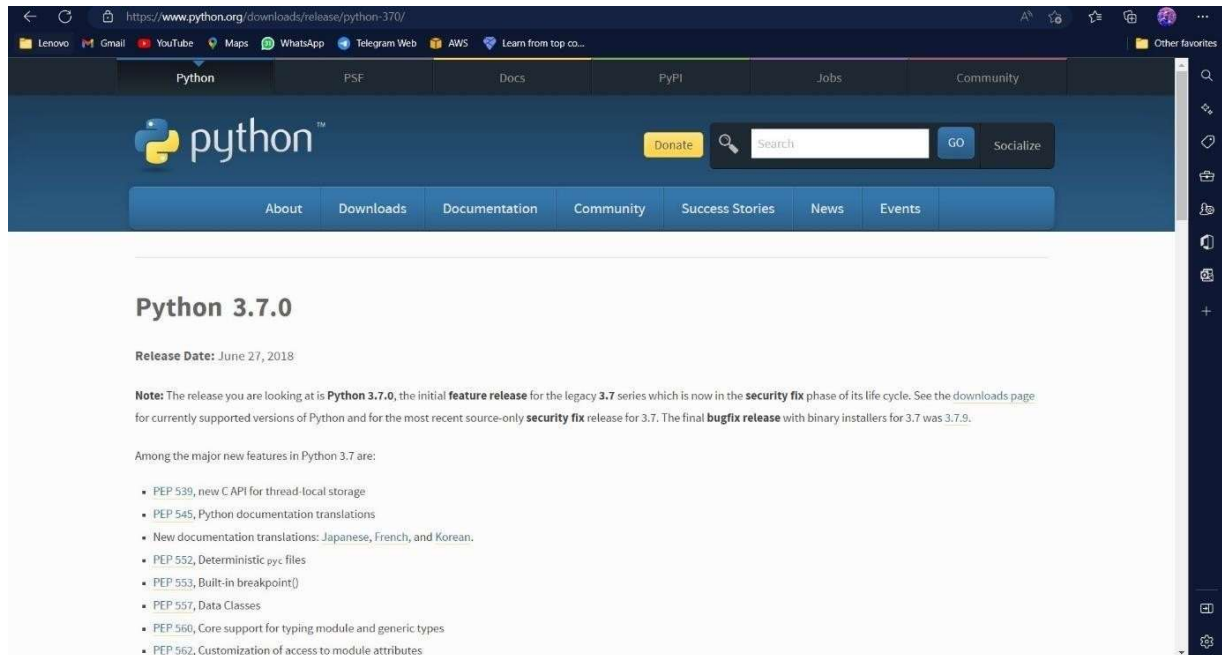 https://www.python.org/downloads/release/python-370/
Lenovo Gmail YouTube Maps WhatsApp Telegram Web AWS Learn from top co... Other favorites
Python PSF Docs PyPI Jobs Community
python™
Donate Search GO Socialize
About Downloads Documentation Community Success Stories News Events
Python 3.7.0
Release Date: June 27, 2018
Note: The release you are looking at is Python 3.7.0, the initial feature release for the legacy 3.7 series which is now in the security fix phase of its life cycle. See the downloads page
for currently supported versions of Python and for the most recent source-only security fix release for 3.7. The final bugfix release with binary installers for 3.7 was 3.7.9.
Among the major new features in Python 3.7 are:
▪ PEP 539, new C API for thread-local storage
▪ PEP 545, Python documentation translations
▪ New documentation translations: Japanese, French, and Korean.
▪ PEP 552, Deterministic pyc files
▪ PEP 553, Built-in breakpoint()
▪ PEP 557, Data Classes
▪ PEP 560, Core support for typing module and generic types
▪ PEP 562, Customization of access to module attributes